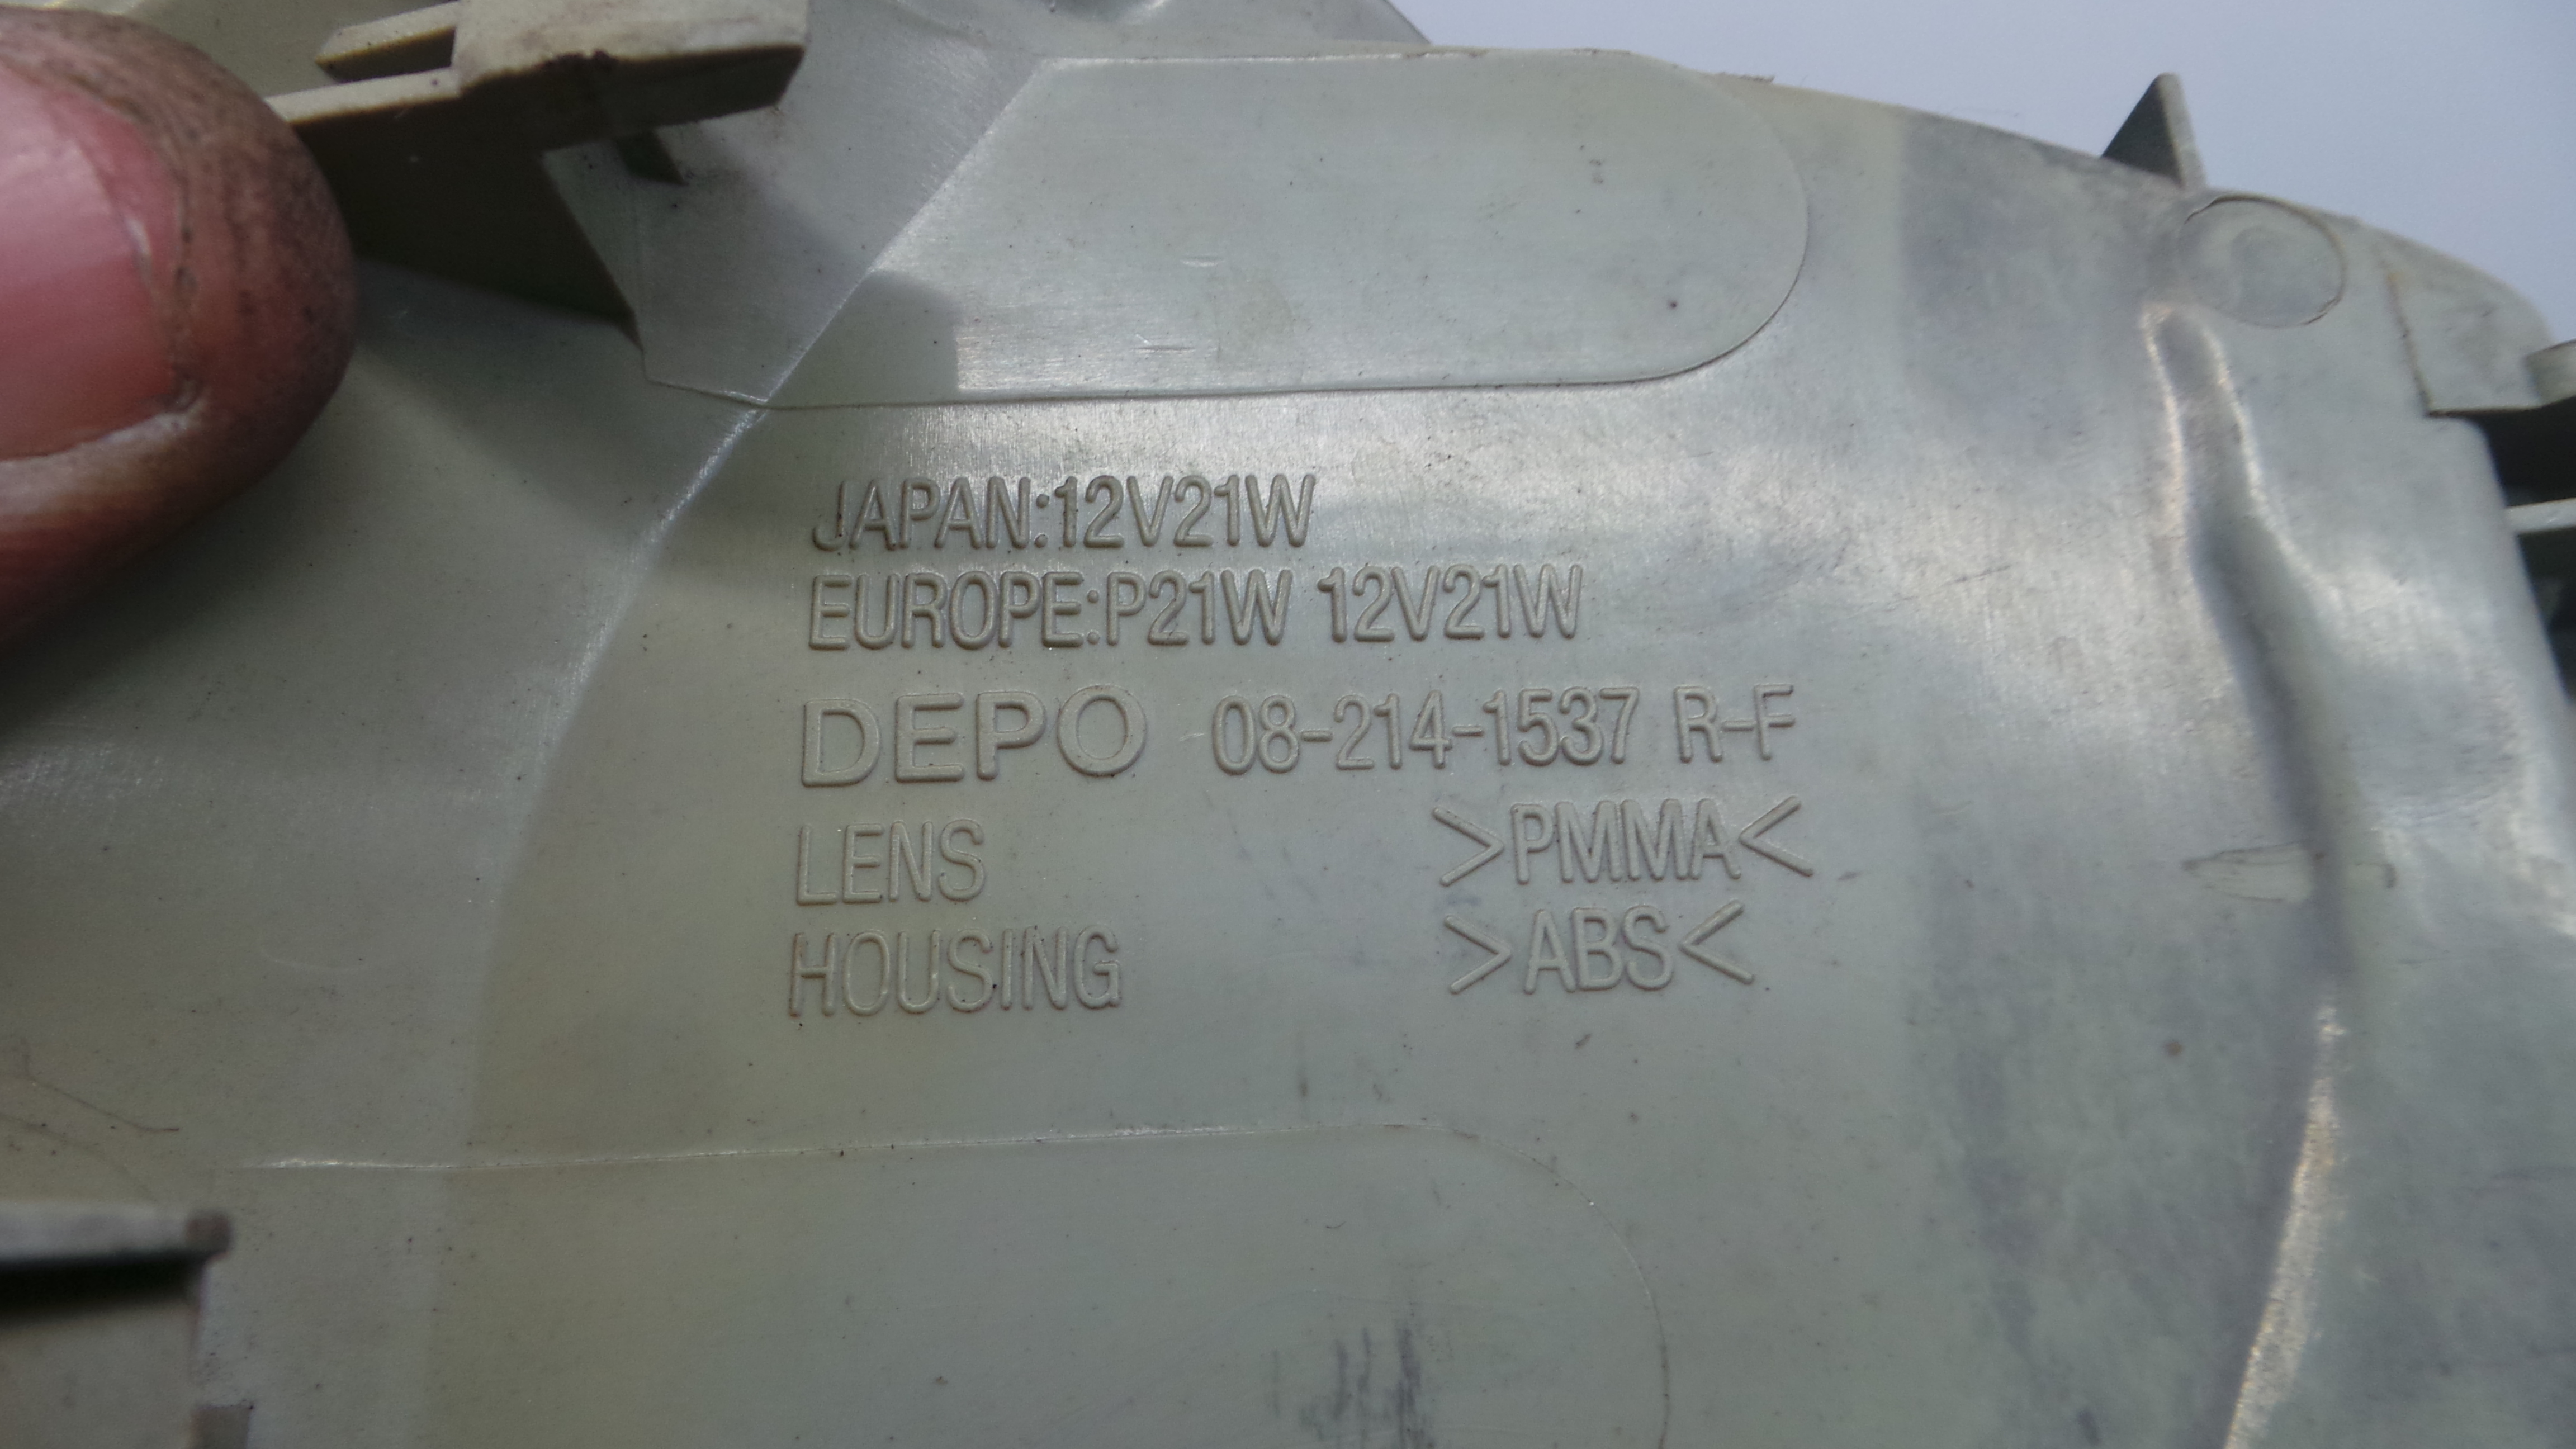 JAPAN:12V21W
EUROPE:P21W 12V21W
DEPO 08-214-1537 R-F
LENS >PMMA<
HOUSING >ABS<